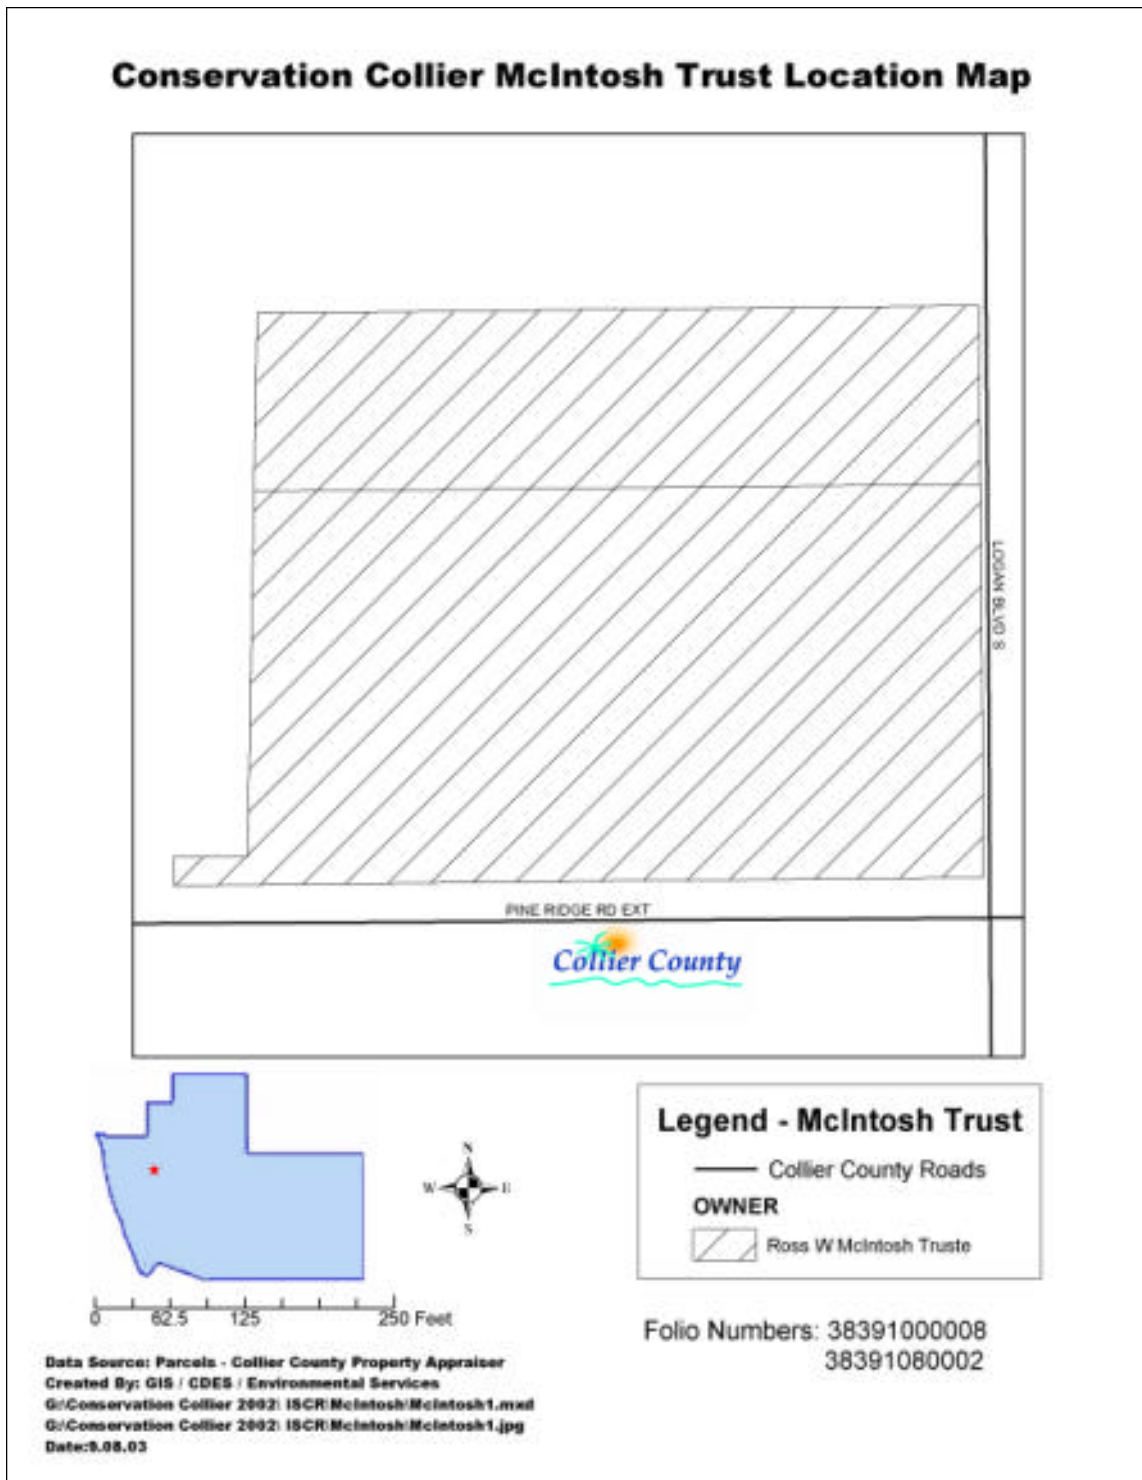 Conservation Collier McIntosh Trust Location Map
LOGAN BLVD S
PINE RIDGE RD EXT
Collier County
N
W E
S
0 62.5 125 250 Feet
Legend - McIntosh Trust
Collier County Roads
OWNER
Ross W McIntosh Truste
Folio Numbers: 38391000008
38391080002
Data Source: Parcels - Collier County Property Appraiser
Created By: GIS / CDES / Environmental Services
G:\Conservation Collier 2002\ ISCR\McIntosh\McIntosh1.mxd
G:\Conservation Collier 2002\ ISCR\McIntosh\McIntosh1.jpg
Date:9.08.03